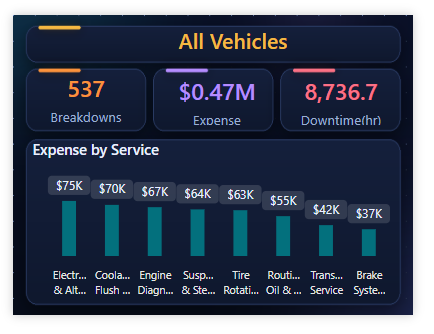 All Vehicles
537
Breakdowns
$0.47M
Expense
8,736.7
Downtime(hr)
Expense by Service
$75K $70K $67K $64K $63K $55K $42K $37K
Electr... Coola... Engine Susp... Tire Routi... Trans... Brake
& Alt... Flush ... Diagn... & Ste... Rotati... Oil & ... Service Syste...